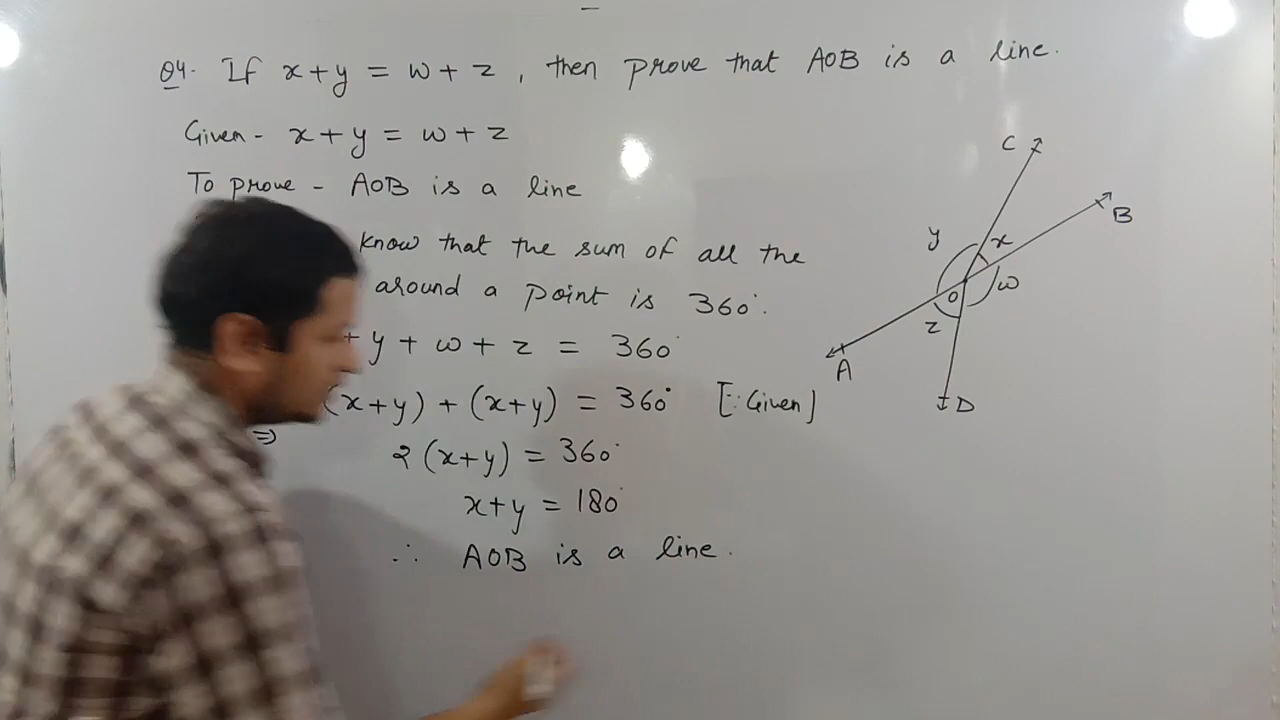 Q4. If x+y = w+z, then prove that AOB is a line.
Given - x+y = w+z
To prove - AOB is a line
know that the sum of all the
around a point is 360°.
+y+w+z = 360°
(x+y) + (x+y) = 360° [∵ Given]
⇒ 2(x+y) = 360°
x+y = 180°
∴ AOB is a line.
C
B
y x
O w
z
A
D